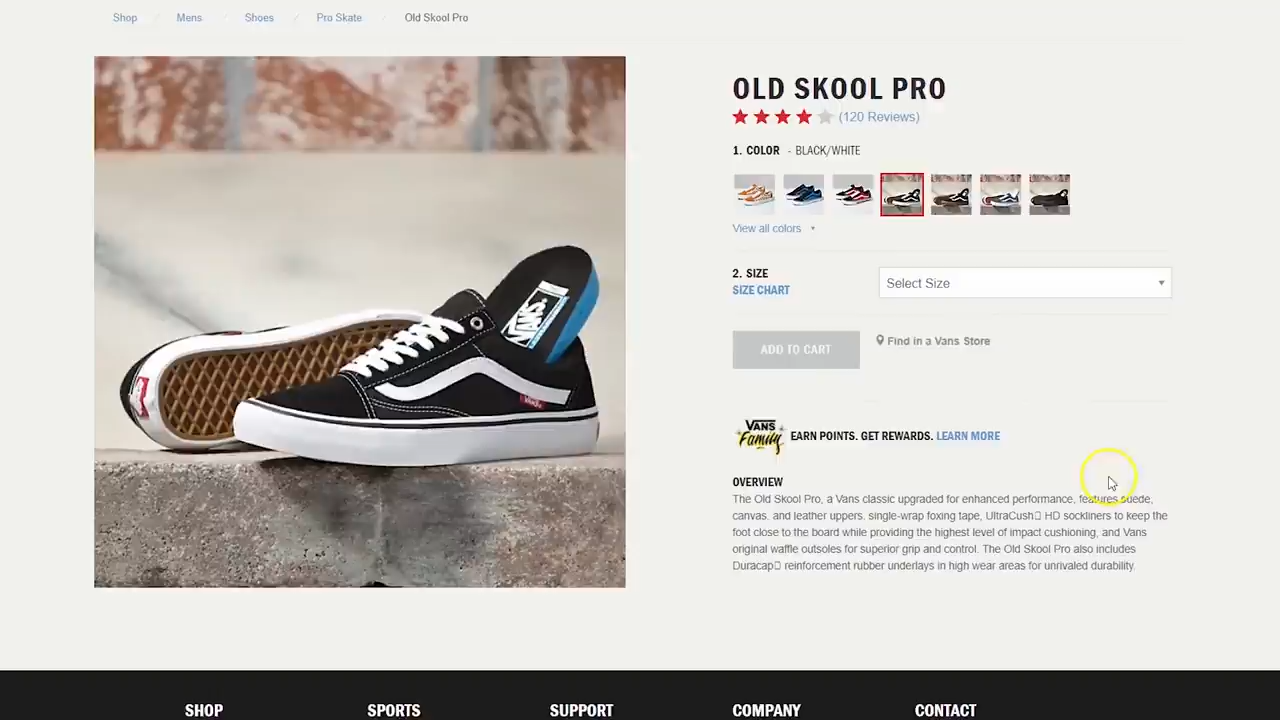 Shop / Mens / Shoes / Pro Skate / Old Skool Pro
OLD SKOOL PRO
(120 Reviews)
1. COLOR - BLACK/WHITE
View all colors
2. SIZE
SIZE CHART
Select Size
ADD TO CART
Find in a Vans Store
VANS
Family
EARN POINTS. GET REWARDS. LEARN MORE
OVERVIEW
The Old Skool Pro, a Vans classic upgraded for enhanced performance, features suede,
canvas, and leather uppers, single-wrap foxing tape, UltraCush▯ HD sockliners to keep the
foot close to the board while providing the highest level of impact cushioning, and Vans
original waffle outsoles for superior grip and control. The Old Skool Pro also includes
Duracap▯ reinforcement rubber underlays in high wear areas for unrivaled durability.
VANS
SHOP
SPORTS
SUPPORT
COMPANY
CONTACT